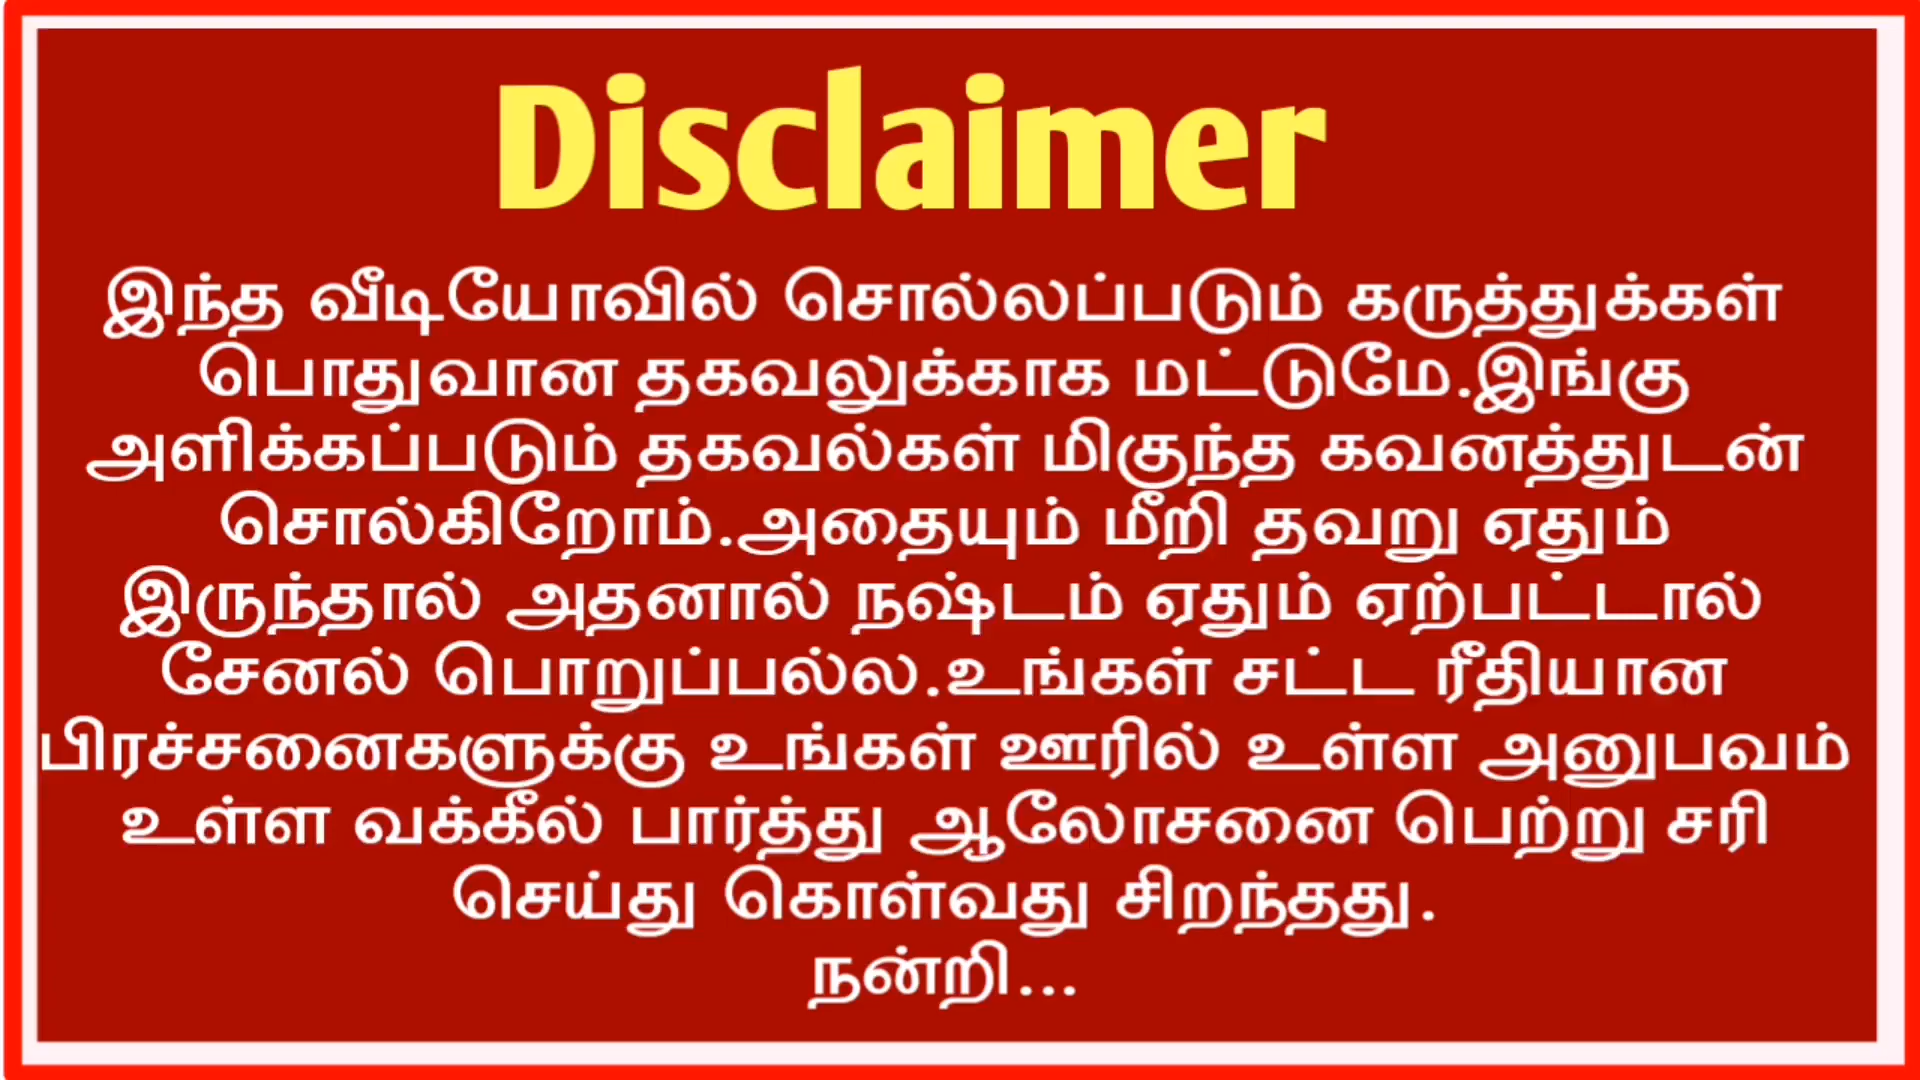 Disclaimer
இந்த வீடியோவில் சொல்லப்படும் கருத்துக்கள்
பொதுவான தகவலுக்காக மட்டுமே.இங்கு
அளிக்கப்படும் தகவல்கள் மிகுந்த கவனத்துடன்
சொல்கிறோம்.அதையும் மீறி தவறு ஏதும்
இருந்தால் அதனால் நஷ்டம் ஏதும் ஏற்பட்டால்
சேனல் பொறுப்பல்ல.உங்கள் சட்ட ரீதியான
பிரச்சனைகளுக்கு உங்கள் ஊரில் உள்ள அனுபவம்
உள்ள வக்கீல் பார்த்து ஆலோசனை பெற்று சரி
செய்து கொள்வது சிறந்தது.
நன்றி...